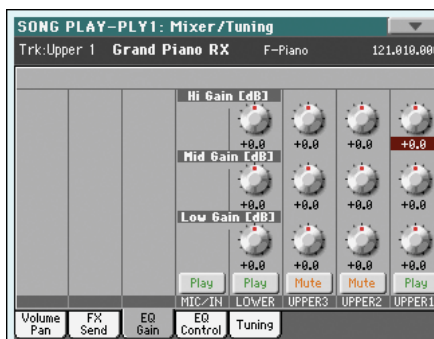 SONG PLAY-PLY1: Mixer/Tuning
Trk:Upper 1 Grand Piano RX F-Piano 121.010.00
Hi Gain [dB]
+0.0 +0.0 +0.0 +0.0
Mid Gain [dB]
+0.0 +0.0 +0.0 +0.0
Low Gain [dB]
+0.0 +0.0 +0.0 +0.0
Play Play Mute Mute Play
MIC/IN LOWER UPPER3 UPPER2 UPPER1
Volume Pan FX Send EQ Gain EQ Control Tuning